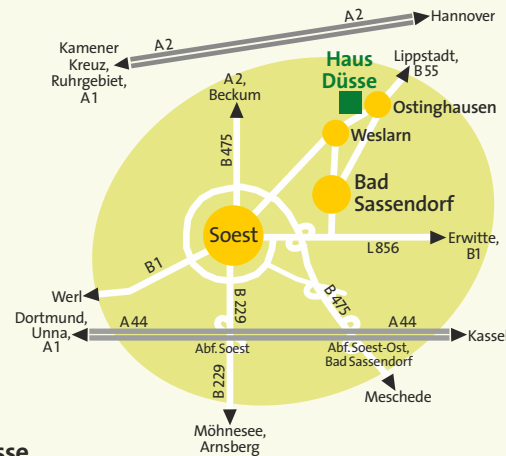 A2
Hannover
A2
Kamener
Kreuz,
Ruhrgebiet,
A1
Lippstadt,
B55
Haus
Düsse
A2,
Beckum
Ostinghausen
Weslarn
B475
Bad
Sassendorf
Soest
L856
Erwitte,
B1
B1
Werl
B 229
B 475
Dortmund,
Unna,
A1
A44
A44
Kassel
Abf.Soest
Abf.Soest-Ost,
Bad Sassendorf
B229
Meschede
Möhnesee,
Arnsberg